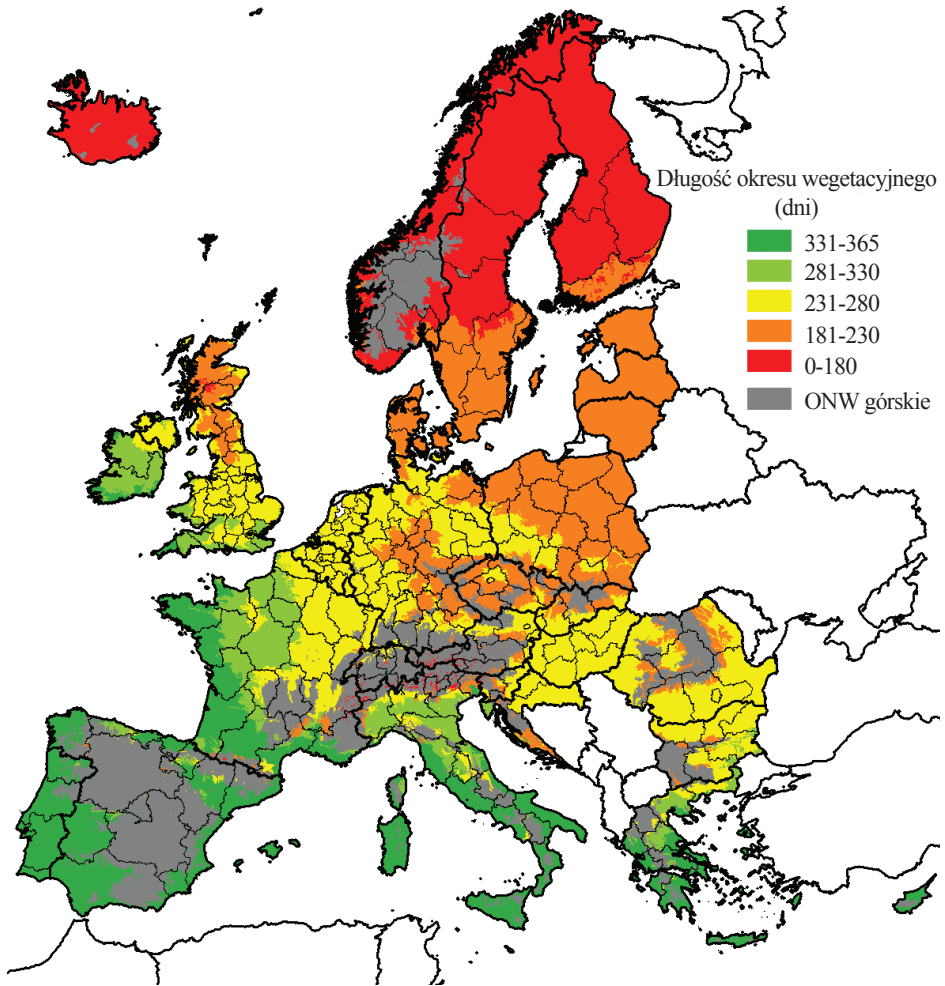 Długość okresu wegetacyjnego
(dni)
331-365
281-330
231-280
181-230
0-180
ONW górskie